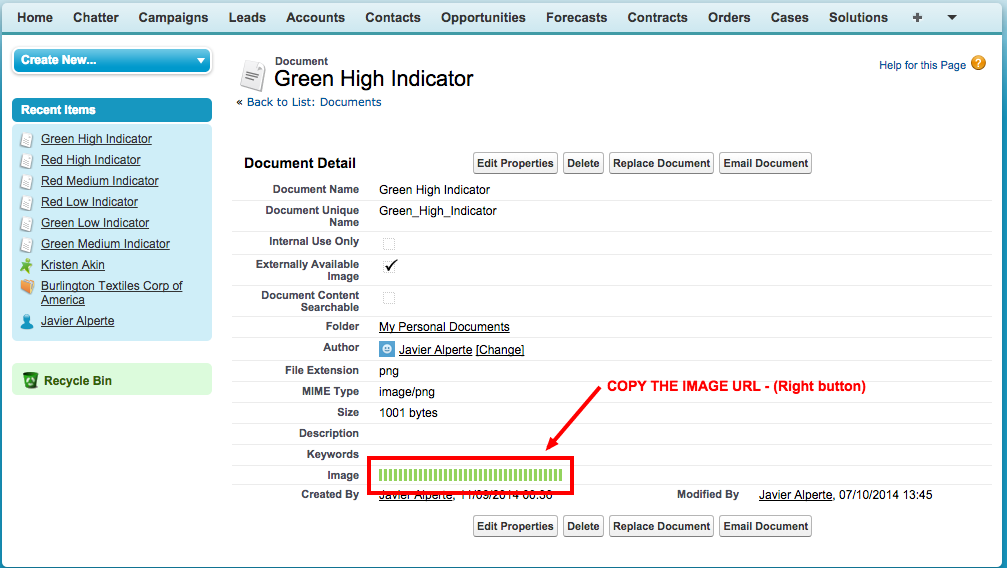 Home Chatter Campaigns Leads Accounts Contacts Opportunities Forecasts Contracts Orders Cases Solutions +
Create New...
Recent Items
Green High Indicator
Red High Indicator
Red Medium Indicator
Red Low Indicator
Green Low Indicator
Green Medium Indicator
Kristen Akin
Burlington Textiles Corp of
America
Javier Alperte
Recycle Bin
Document
Green High Indicator
« Back to List: Documents
Help for this Page ?
Document Detail
Edit Properties Delete Replace Document Email Document
Document Name Green High Indicator
Document Unique
Name
Green_High_Indicator
Internal Use Only
Externally Available
Image
Document Content
Searchable
Folder My Personal Documents
Author Javier Alperte [Change]
File Extension png
MIME Type image/png
Size 1001 bytes
COPY THE IMAGE URL - (Right button)
Description
Keywords
Image
Created By Javier Alperte, 11/09/2014
Modified By Javier Alperte, 07/10/2014 13:45
Edit Properties Delete Replace Document Email Document